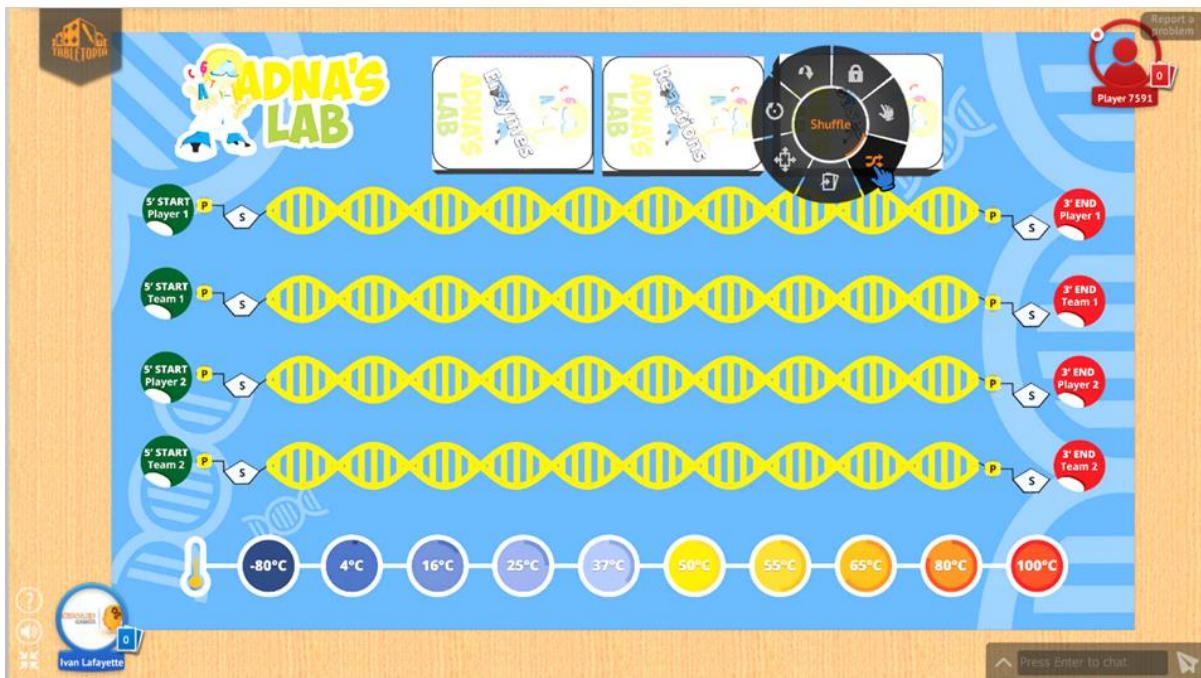 TABLETOPIA
Report a
problem
ADNA'S
LAB
Enzymes
ADNA'S
LAB
Reactions
ADNA'S
LAB
Shuffle
0
Player 7591
5' START
Player 1
P
S
P
S
3' END
Player 1
5' START
Team 1
P
S
P
S
3' END
Team 1
5' START
Player 2
P
S
P
S
3' END
Player 2
5' START
Team 2
P
S
P
S
3' END
Team 2
-80°C
4°C
16°C
25°C
37°C
50°C
55°C
65°C
80°C
100°C
?
0
Ivan Lafayette
Press Enter to chat